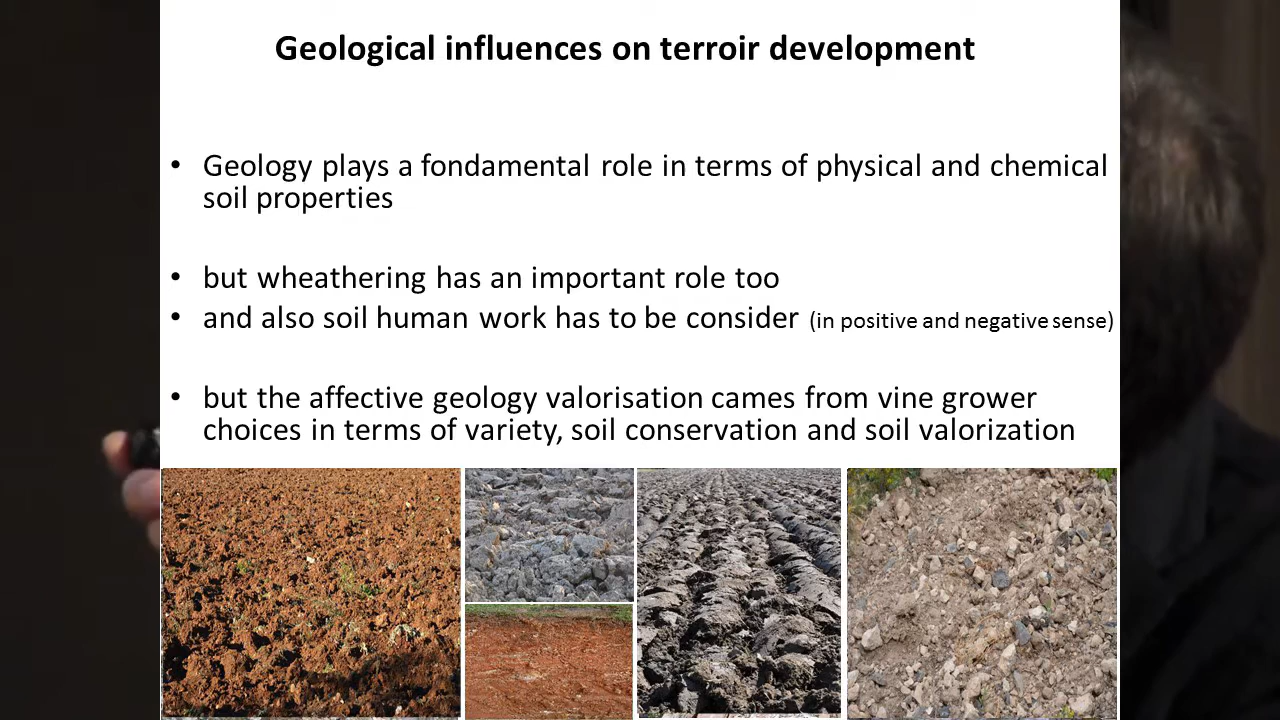 Geological influences on terroir development
• Geology plays a fondamental role in terms of physical and chemical
soil properties
• but wheathering has an important role too
• and also soil human work has to be consider (in positive and negative sense)
• but the affective geology valorisation cames from vine grower
choices in terms of variety, soil conservation and soil valorization